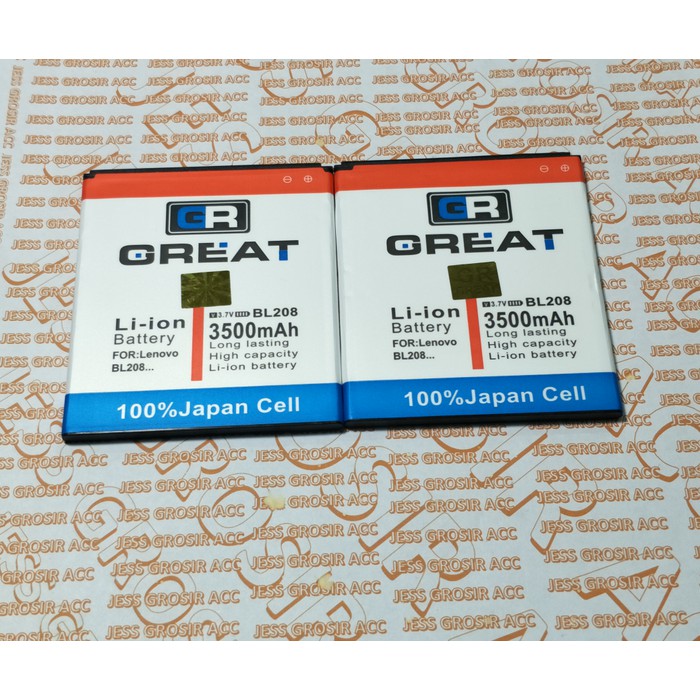 GR
GREAT
Li-ion
Battery
FOR:Lenovo
BL208...
V 3.7V BL208
3500mAh
Long lasting
High capacity
Li-ion battery
100%Japan Cell
GR
GREAT
Li-ion
Battery
FOR:Lenovo
BL208...
V 3.7V BL208
3500mAh
Long lasting
High capacity
Li-ion battery
100%Japan Cell
JESS GROSIR ACC